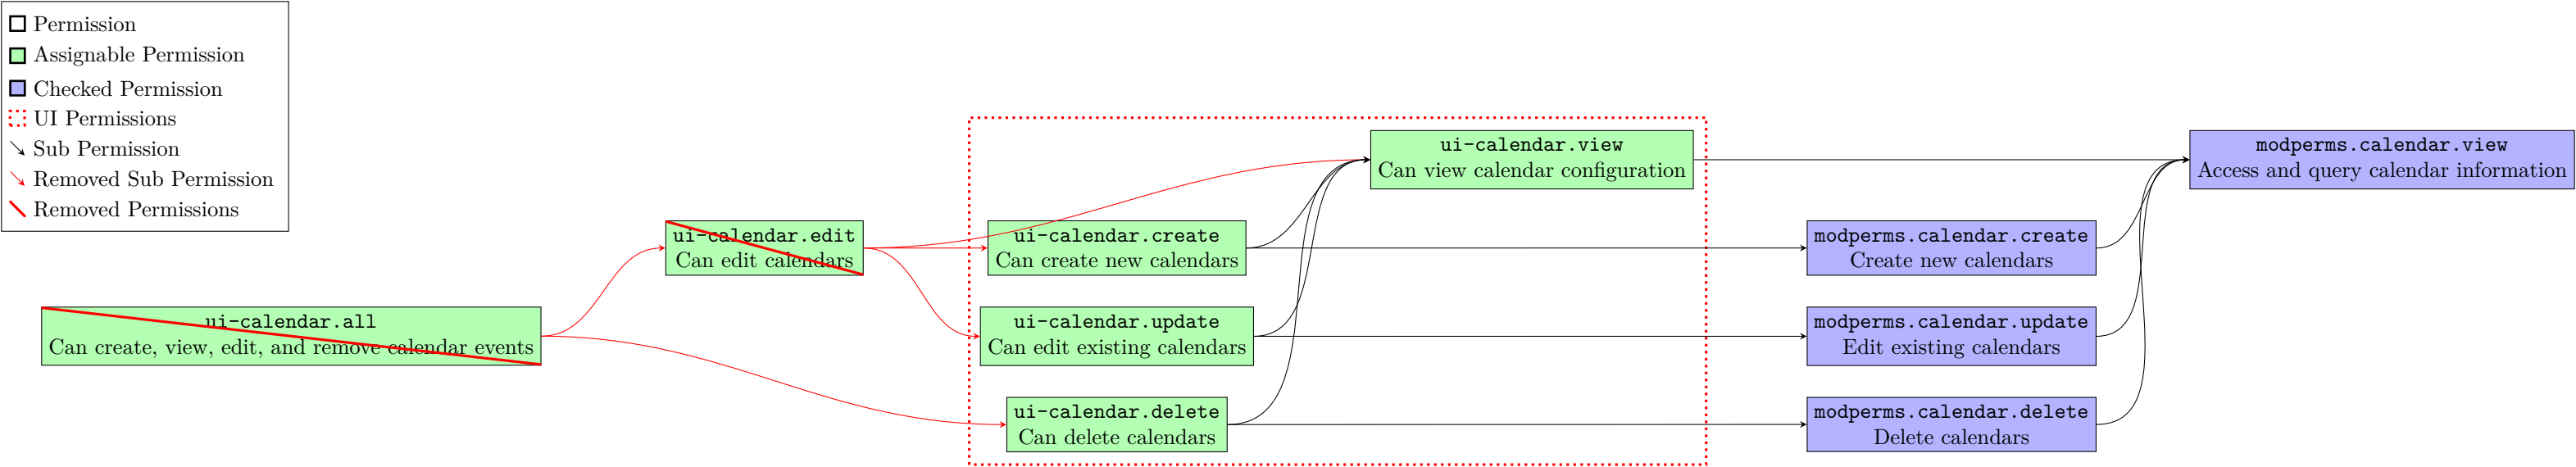 Permission
Assignable Permission
Checked Permission
UI Permissions
Sub Permission
Removed Sub Permission
Removed Permissions
ui-calendar.all
Can create, view, edit, and remove calendar events
ui-calendar.edit
Can edit calendars
ui-calendar.view
Can view calendar configuration
ui-calendar.create
Can create new calendars
ui-calendar.update
Can edit existing calendars
ui-calendar.delete
Can delete calendars
modperms.calendar.view
Access and query calendar information
modperms.calendar.create
Create new calendars
modperms.calendar.update
Edit existing calendars
modperms.calendar.delete
Delete calendars